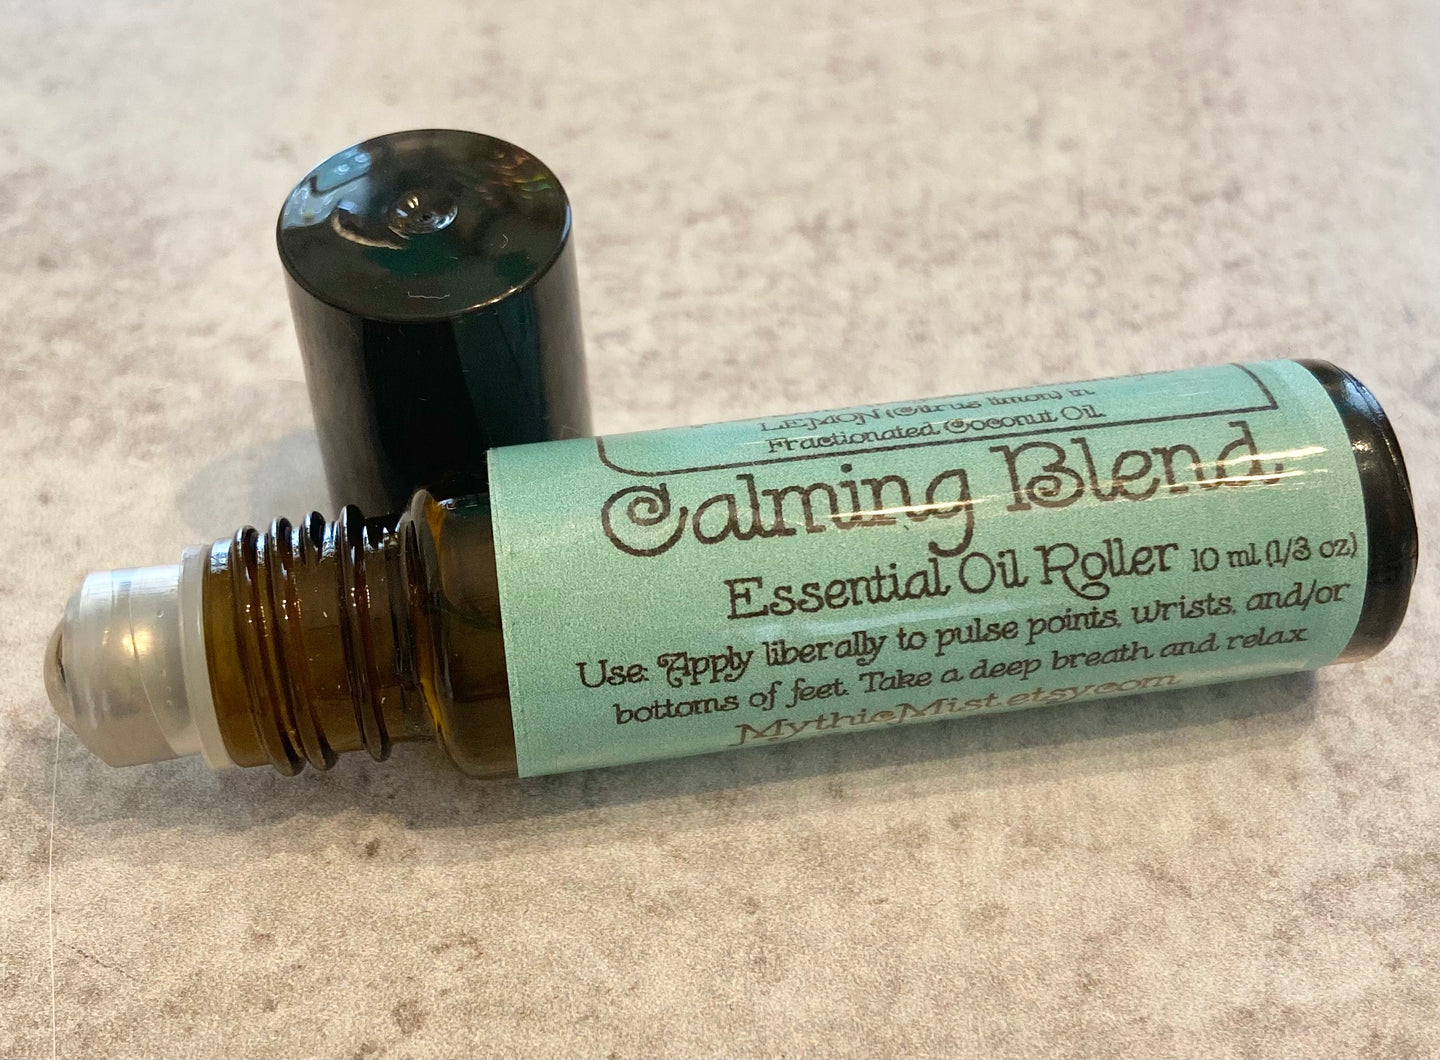 LEMON (Citrus limon) in
Fractionated Coconut Oil
Calming Blend
Essential Oil Roller 10 ml (1/3 oz)
Use: Apply liberally to pulse points, wrists, and/or
bottoms of feet. Take a deep breath and relax
MythicMist.etsy.com